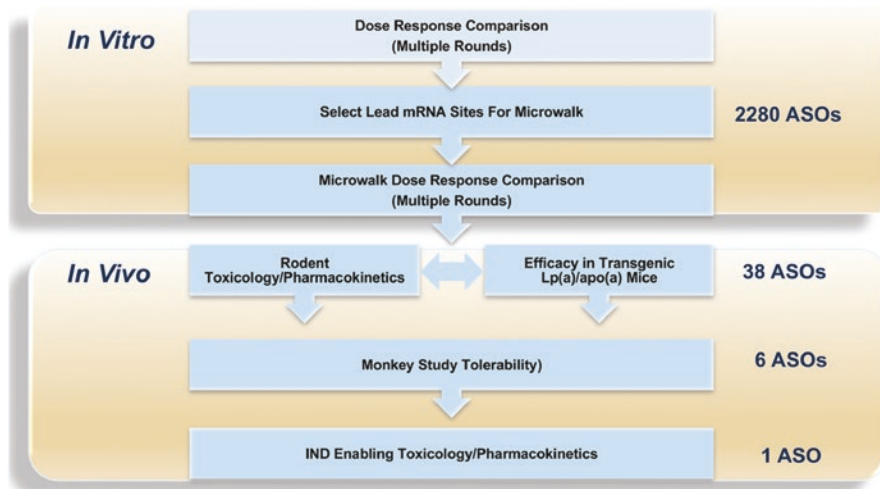 In Vitro
Dose Response Comparison
(Multiple Rounds)
Select Lead mRNA Sites For Microwalk
2280 ASOs
Microwalk Dose Response Comparison
(Multiple Rounds)
In Vivo
Rodent
Toxicology/Pharmacokinetics
Efficacy in Transgenic
Lp(a)/apo(a) Mice
38 ASOs
Monkey Study Tolerability)
6 ASOs
IND Enabling Toxicology/Pharmacokinetics
1 ASO